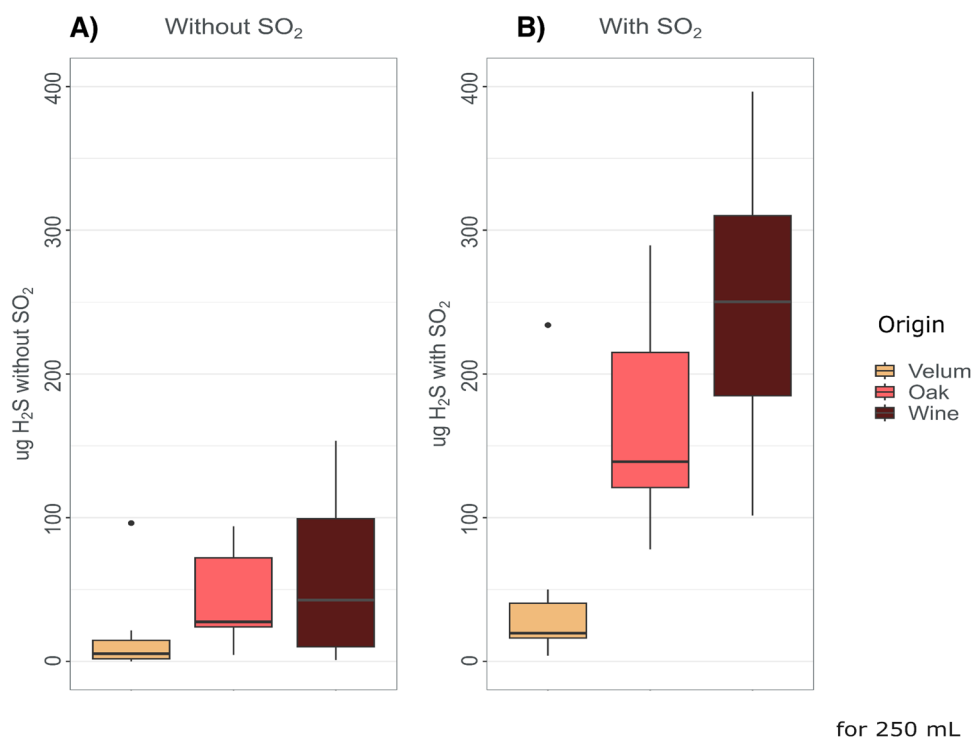 A) Without SO₂
B) With SO₂
ug H₂S without SO₂
400
300
200
100
0
ug H₂S with SO₂
400
300
200
100
0
Origin
Velum
Oak
Wine
for 250 mL